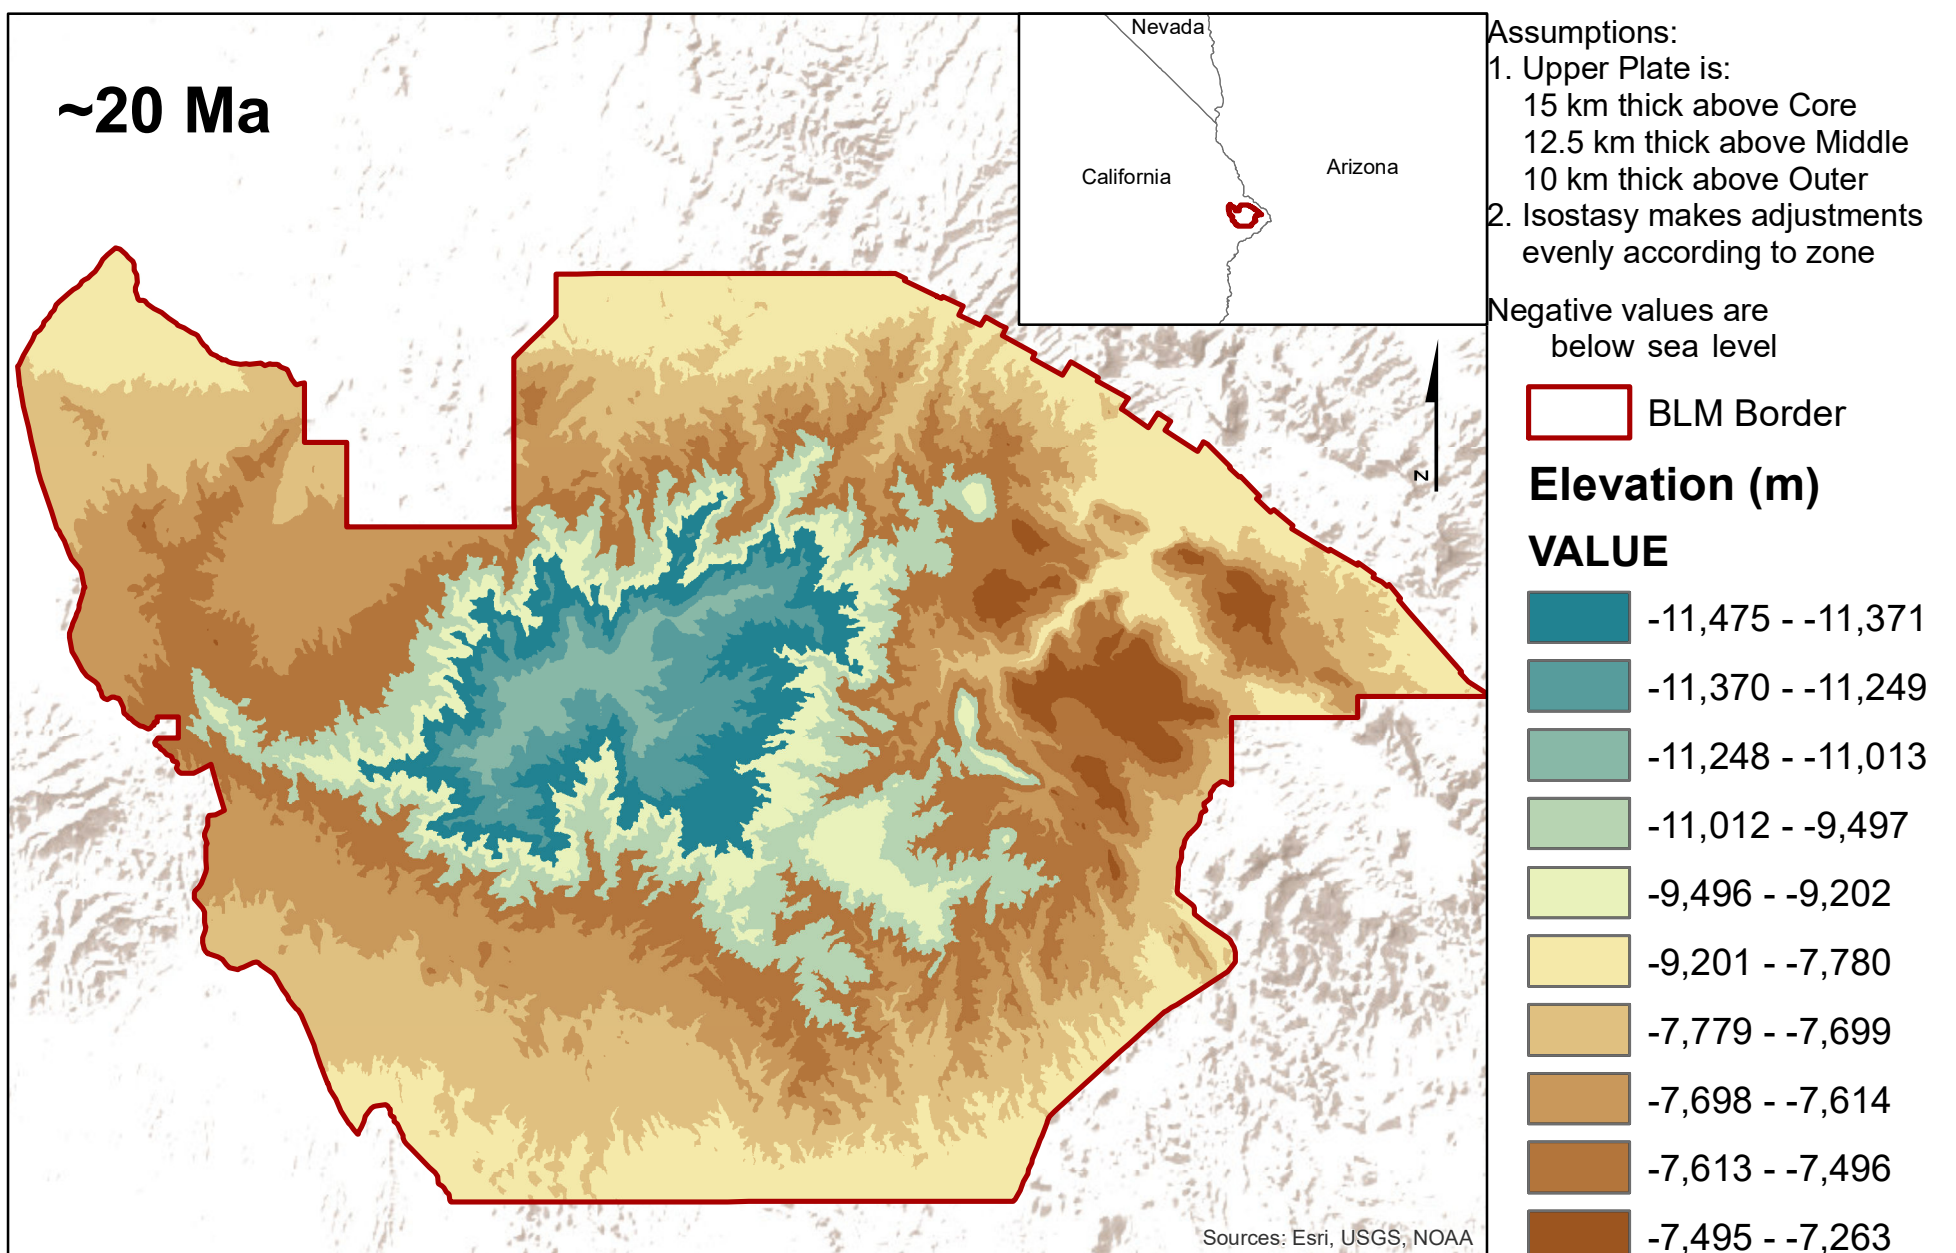 ~20 Ma
Nevada
California
Arizona
Assumptions:
1. Upper Plate is:
15 km thick above Core
12.5 km thick above Middle
10 km thick above Outer
2. Isostasy makes adjustments
evenly according to zone
Negative values are
below sea level
N
BLM Border
Elevation (m)
VALUE
-11,475 - -11,371
-11,370 - -11,249
-11,248 - -11,013
-11,012 - -9,497
-9,496 - -9,202
-9,201 - -7,780
-7,779 - -7,699
-7,698 - -7,614
-7,613 - -7,496
-7,495 - -7,263
Sources: Esri, USGS, NOAA